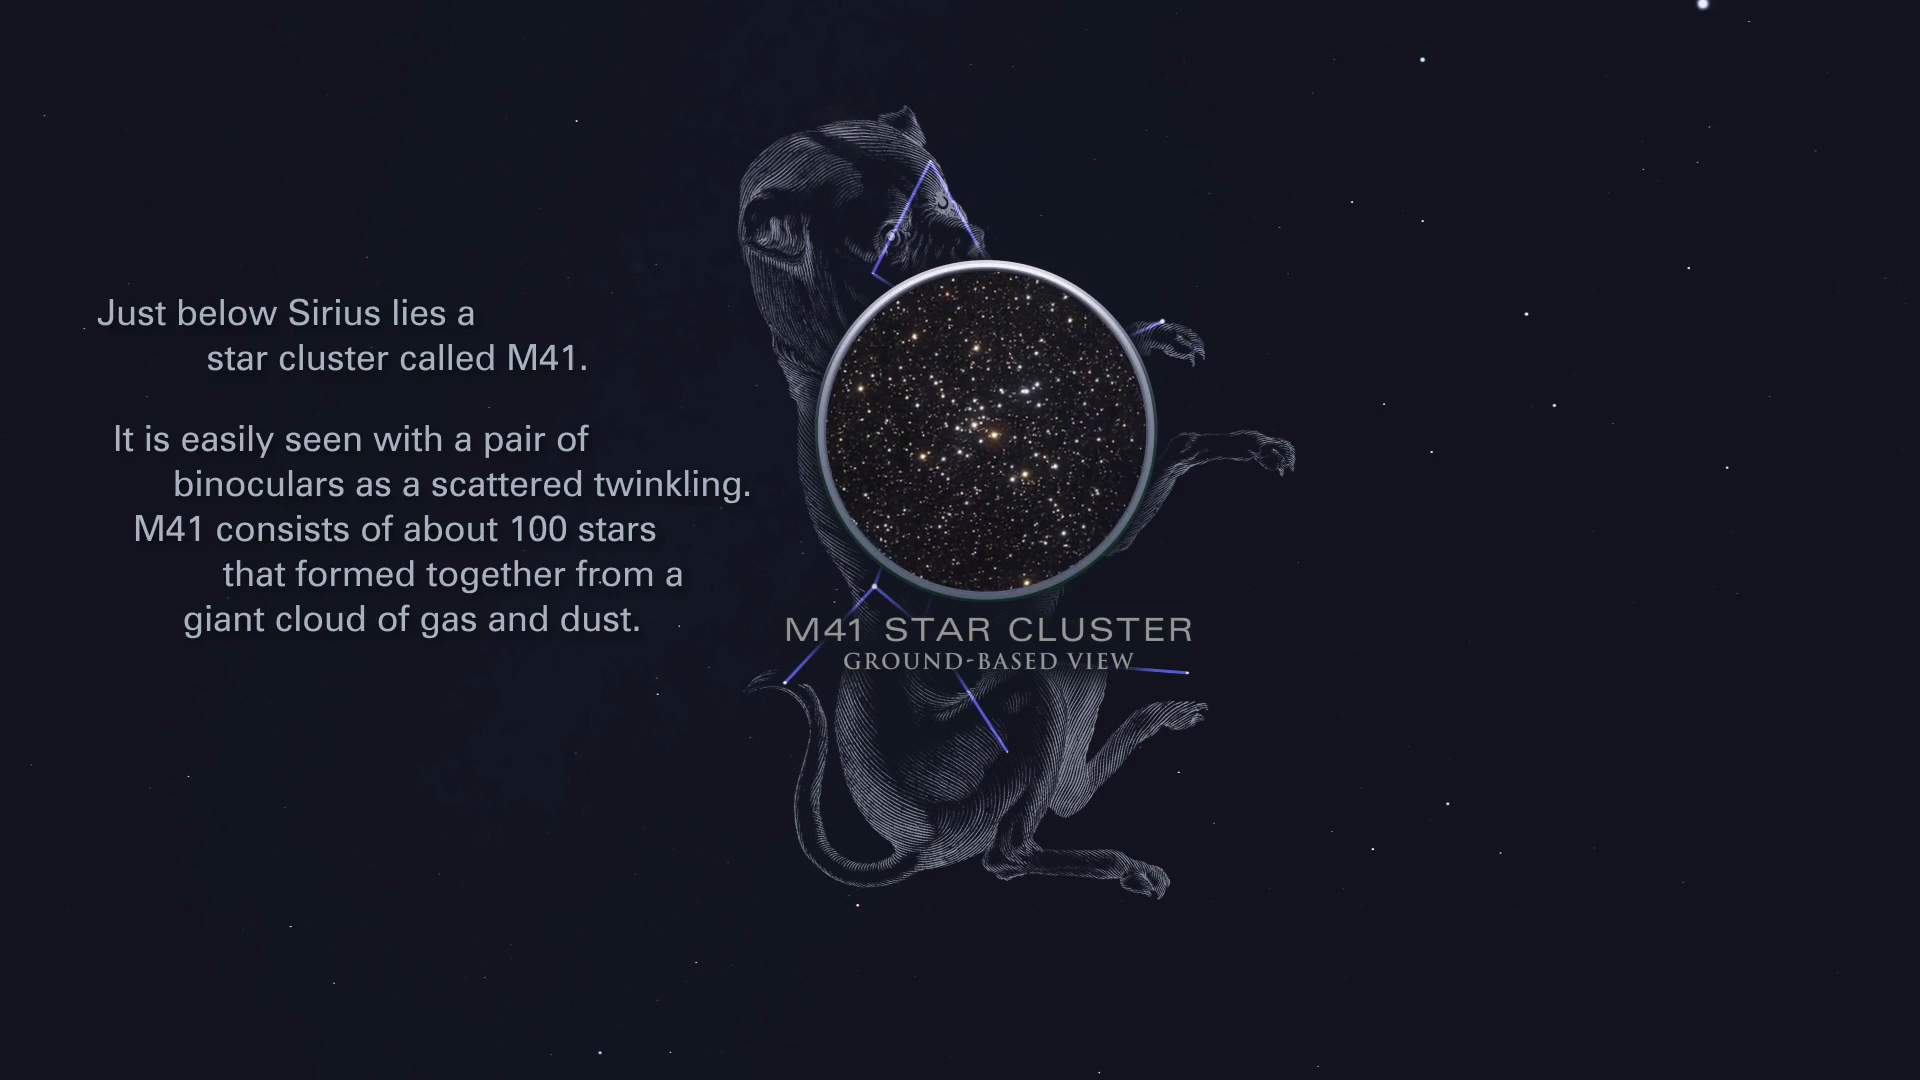 Just below Sirius lies a
star cluster called M41.
It is easily seen with a pair of
binoculars as a scattered twinkling.
M41 consists of about 100 stars
that formed together from a
giant cloud of gas and dust.
M41 STAR CLUSTER
GROUND-BASED VIEW